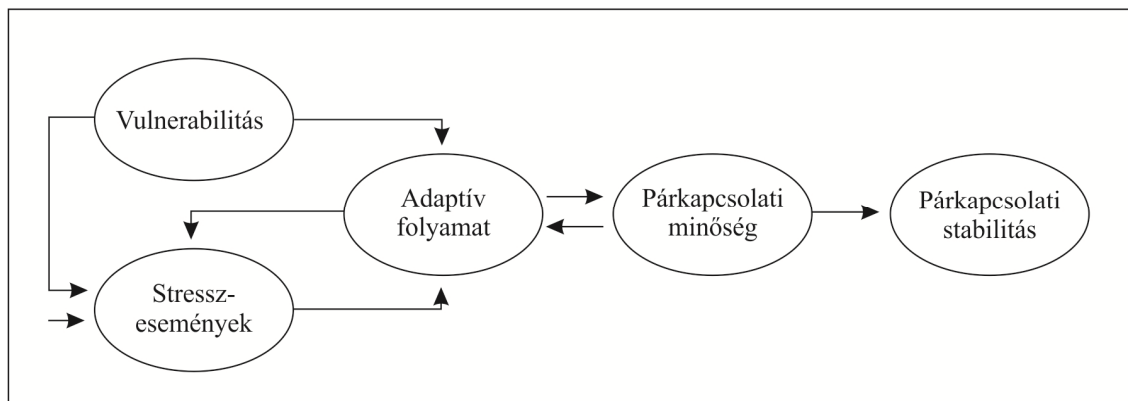 Vulnerabilitás
Adaptív
folyamat
Párkapcsolati
minőség
Párkapcsolati
stabilitás
Stressz-
események